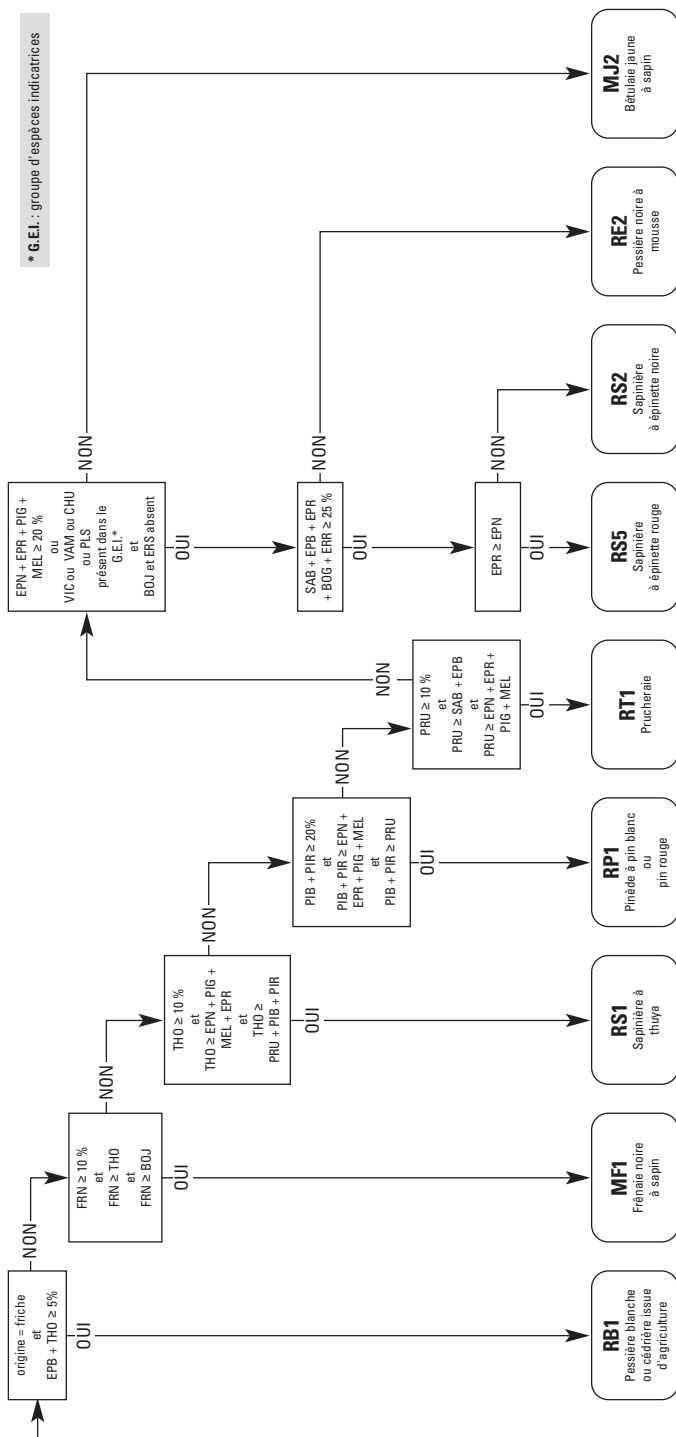 origine = friche
et
EPB + THO ≥ 5%
NON
OUI
RB1
Pessière blanche
ou cédrière issue
d'agriculture
FRN ≥ 10 %
et
FRN ≥ THO
et
FRN ≥ BOJ
NON
OUI
MF1
Frênaie noire
à sapin
THO ≥ 10 %
et
THO ≥ EPN + PIG +
MEL + EPR
et
THO ≥
PRU + PIB + PIR
NON
OUI
RS1
Sapinière à
thuya
PIB + PIR ≥ 20%
et
PIB + PIR ≥ EPN +
EPR + PIG + MEL
et
PIB + PIR ≥ PRU
NON
OUI
RP1
Pinède à pin blanc
ou
pin rouge
PRU ≥ 10 %
et
PRU ≥ SAB + EPB
et
PRU ≥ EPN + EPR +
PIG + MEL
NON
OUI
RT1
Prucheraie
EPN + EPR + PIG +
MEL ≥ 20 %
ou
VIC ou VAM ou CHU
ou PLS
présent dans le
G.E.I.*
et
BOJ et ERS absent
NON
OUI
SAB + EPB + EPR
+ BOG + ERR ≥ 25 %
NON
OUI
EPR ≥ EPN
NON
OUI
RS5
Sapinière
à épinette rouge
RS2
Sapinière
à épinette noire
RE2
Pessière noire à
mousse
MJ2
Bétulaie jaune
à sapin
* G.E.I. : groupe d'espèces indicatrices